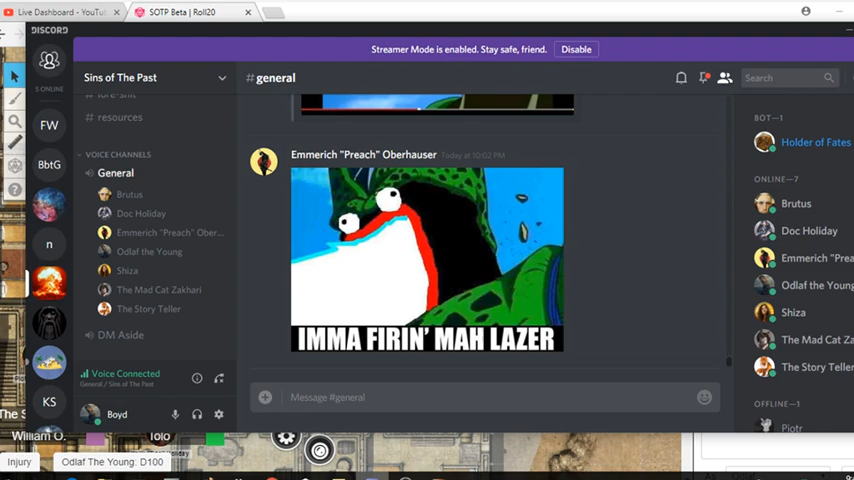 Live Dashboard - YouTube
SOTP Beta | Roll20
DISCORD
Streamer Mode is enabled. Stay safe, friend.
Disable
5 ONLINE
FW
BbtG
n
KS
Sins of The Past
resources
VOICE CHANNELS
General
Brutus
Doc Holiday
Emmerich "Preach" Ober...
Odlaf the Young
Shiza
The Mad Cat Zakhari
The Story Teller
DM Aside
Voice Connected
General / Sins of The Past
Boyd
#general
Search
Emmerich "Preach" Oberhauser Today at 10:02 PM
IMMA FIRIN' MAH LAZER
Message #general
BOT—1
Holder of Fates
ONLINE—7
Brutus
Doc Holiday
Emmerich "Prea
Odlaf the Young
Shiza
The Mad Cat Za
The Story Teller
OFFLINE—1
Piotr
The S
William O.
Tolo
Injury
Odlaf The Young: D100